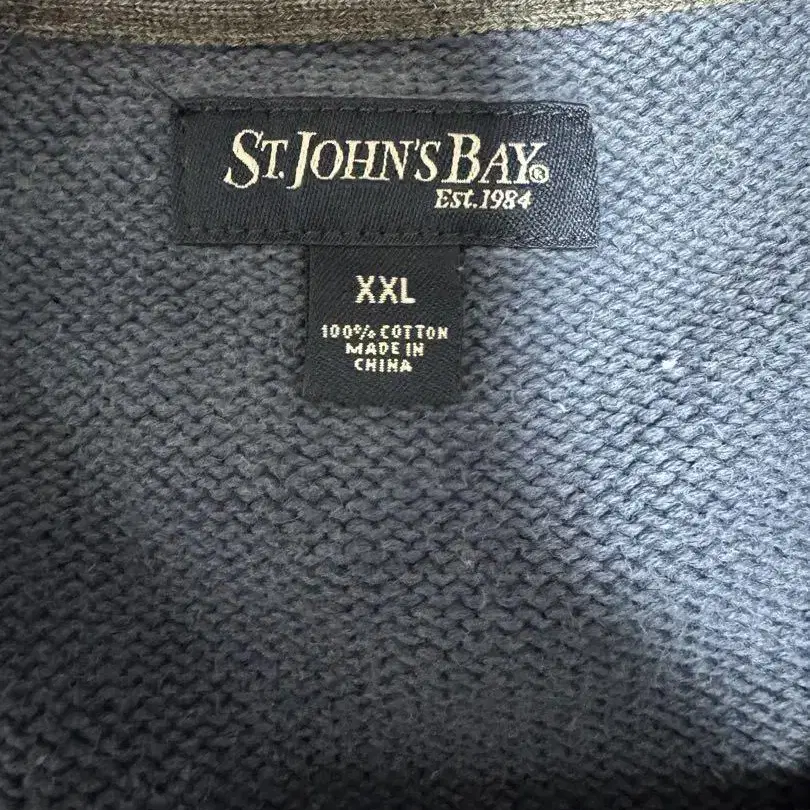 ST. JOHN'S BAY®
EST. 1984
XXL
100% COTTON
MADE IN
CHINA